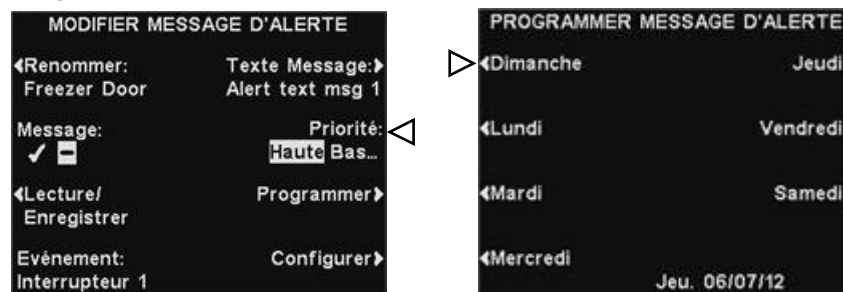 MODIFIER MESSAGE D'ALERTE
Renommer: Texte Message:
Freezer Door Alert text msg 1
Message: Priorité:
Haute Bas...
Lecture/ Programmer
Enregistrer
Evénement: Configurer
Interrupteur 1
PROGRAMMER MESSAGE D'ALERTE
Dimanche Jeudi
Lundi Vendredi
Mardi Samedi
Mercredi
Jeu. 06/07/12